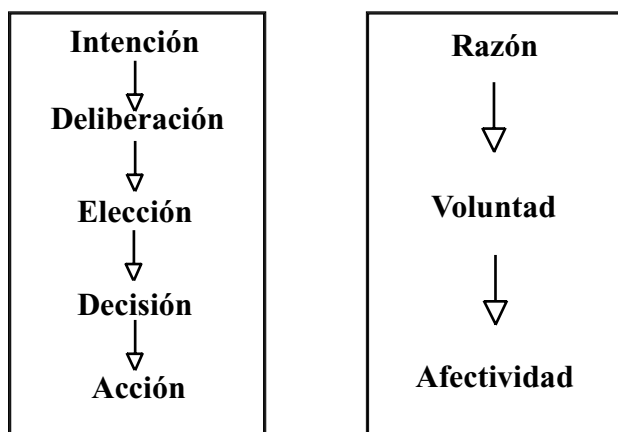 Intención
Deliberación
Elección
Decisión
Acción
Razón
Voluntad
Afectividad